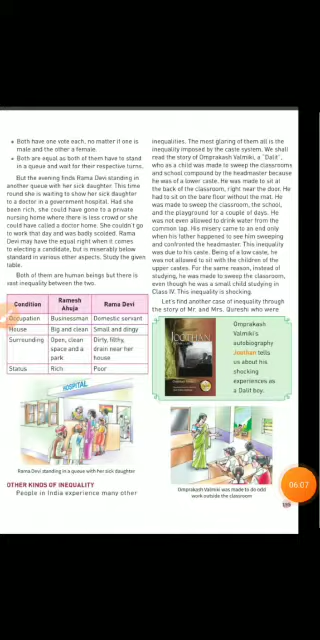 • Both have one vote each, no matter if one is
male and the other a female.
• Both are equal as both of them have to stand
in a queue and wait for their respective turns.
But the evening finds Rama Devi standing in
another queue with her sick daughter. This time
round she is waiting to show her sick daughter
to a doctor in a government hospital. Had she
been rich, she could have gone to a private
nursing home where there is less crowd or she
could have called a doctor home. She couldn't go
to work that day and was badly scolded. Rama
Devi may have the equal right when it comes
to electing a candidate, but is miserably below
standard in various other aspects. Study the given
table.
Both of them are human beings but there is
vast inequality between the two.
Condition Ramesh Ahuja Rama Devi
Occupation Businessman Domestic servant
House Big and clean Small and dingy
Surrounding Open, clean space and a park Dirty, filthy, drain near her house
Status Rich Poor
HOSPITAL
Rama Devi standing in a queue with her sick daughter
OTHER KINDS OF INEQUALITY
People in India experience many other
inequalities. The most glaring of them all is the
inequality imposed by the caste system. We shall
read the story of Omprakash Valmiki, a "Dalit",
who as a child was made to sweep the classrooms
and school compound by the headmaster because
he was of a lower caste. He was made to sit at
the back of the classroom, right near the door. He
had to sit on the bare floor without the mat. He
was made to sweep the classroom, the school,
and the playground for a couple of days. He
was not even allowed to drink water from the
common tap. His misery came to an end only
when his father happened to see him sweeping
and confronted the headmaster. This inequality
was due to his caste. Being of a low caste, he
was not allowed to sit with the children of the
upper castes. For the same reason, instead of
studying, he was made to sweep the classroom,
even though he was a small child studying in
Class IV. This inequality is shocking.
Let's find another case of inequality through
the story of Mr. and Mrs. Qureshi who were
JOOTHAN
Omprakash
Valmiki's
autobiography
Joothan tells
us about his
shocking
experiences as
a Dalit boy.
Omprakash Valmiki was made to do odd
work outside the classroom
06:07